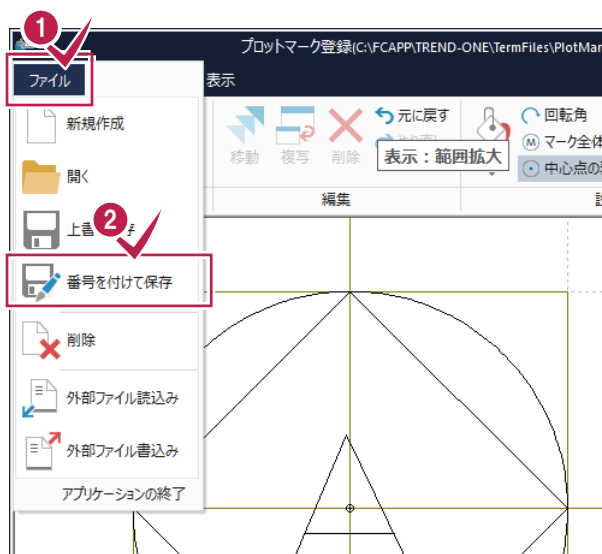 1
プロットマーク登録(C:\FCAPP\TREND-ONE\TermFiles\PlotMar
ファイル
表示
新規作成
開く
上書
2
番号を付けて保存
削除
外部ファイル読込み
外部ファイル書込み
アプリケーションの終了
移動
複写
削除
元に戻す
表示：範囲拡大
編集
回転角
M マーク全体
中心点の